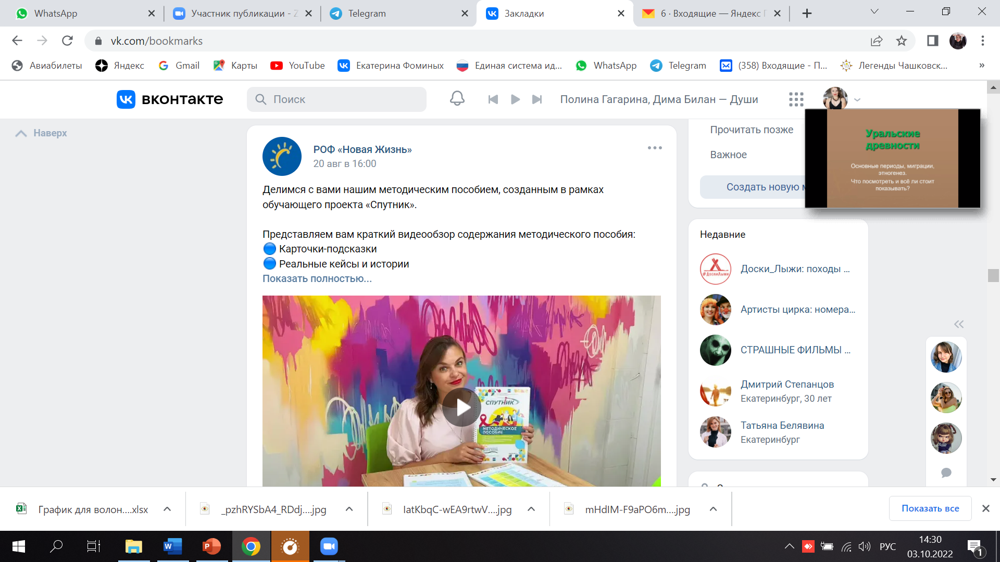 WhatsApp
Участник публикации - Z
Telegram
Закладки
6 · Входящие — Яндекс П
vk.com/bookmarks
Авиабилеты
Яндекс
Gmail
Карты
YouTube
Екатерина Фоминых
Единая система ид...
WhatsApp
Telegram
(358) Входящие - П...
Легенды Чашковск...
»
вконтакте
Поиск
Полина Гагарина, Дима Билан — Души
Наверх
РОФ «Новая Жизнь»
20 авг в 16:00
Делимся с вами нашим методическим пособием, созданным в рамках
обучающего проекта «Спутник».
Представляем вам краткий видеообзор содержания методического пособия:
Карточки-подсказки
Реальные кейсы и истории
Показать полностью...
СПУТНИК
МЕТОДИЧЕСКОЕ
ПОСОБИЕ
Прочитать позже
Важное
Создать новую м
Уральские
древности
Основные периоды, миграции,
этногенез.
Что посмотреть и всё ли стоит
показывать?
Недавние
#ДоскиЛыжи
Доски_Лыжи: походы ...
Артисты цирка: номера...
СТРАШНЫЕ ФИЛЬМЫ ...
Дмитрий Степанцов
Екатеринбург, 30 лет
Татьяна Белявина
Екатеринбург
График для волон....xlsx
_pzhRYSbA4_RDdj....jpg
IatKbqC-wEA9rtwV....jpg
mHdIM-F9aPO6m....jpg
Показать все
РУС
14:30
03.10.2022
1